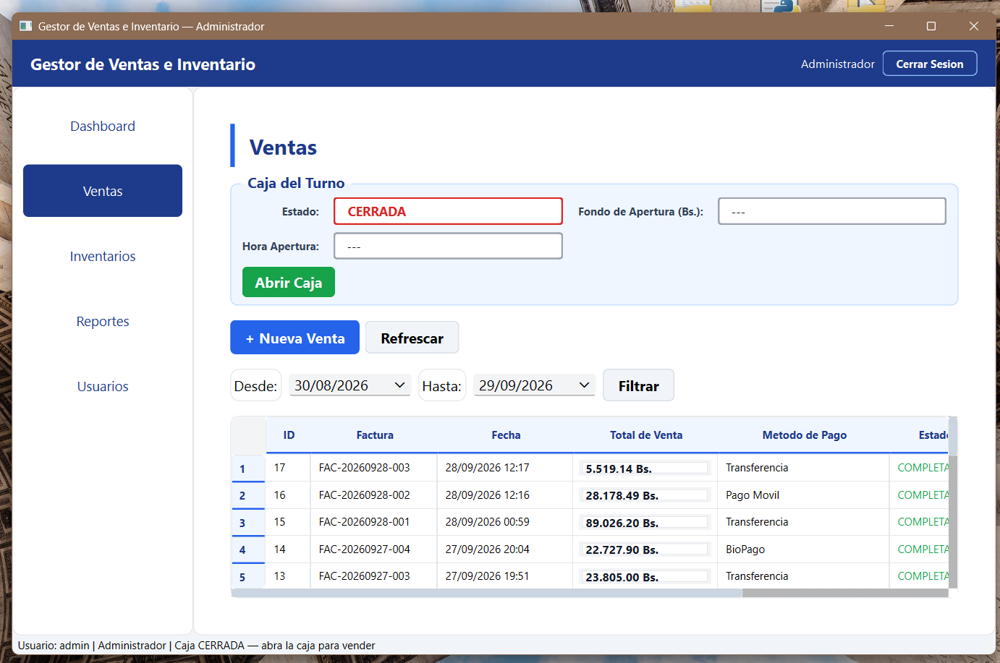 Gestor de Ventas e Inventario — Administrador
Gestor de Ventas e Inventario
Administrador
Cerrar Sesion
Dashboard
Ventas
Inventarios
Reportes
Usuarios
Ventas
Caja del Turno
Estado: CERRADA Fondo de Apertura (Bs.): ---
Hora Apertura: ---
Abrir Caja
+ Nueva Venta Refrescar
Desde: 30/08/2026 Hasta: 29/09/2026 Filtrar
ID Factura Fecha Total de Venta Metodo de Pago Estado
1 17 FAC-20260928-003 28/09/2026 12:17 5.519.14 Bs. Transferencia COMPLETA
2 16 FAC-20260928-002 28/09/2026 12:16 28.178.49 Bs. Pago Movil COMPLETA
3 15 FAC-20260928-001 28/09/2026 00:59 89.026.20 Bs. Transferencia COMPLETA
4 14 FAC-20260927-004 27/09/2026 20:04 22.727.90 Bs. BioPago COMPLETA
5 13 FAC-20260927-003 27/09/2026 19:51 23.805.00 Bs. Transferencia COMPLETA
Usuario: admin | Administrador | Caja CERRADA — abra la caja para vender